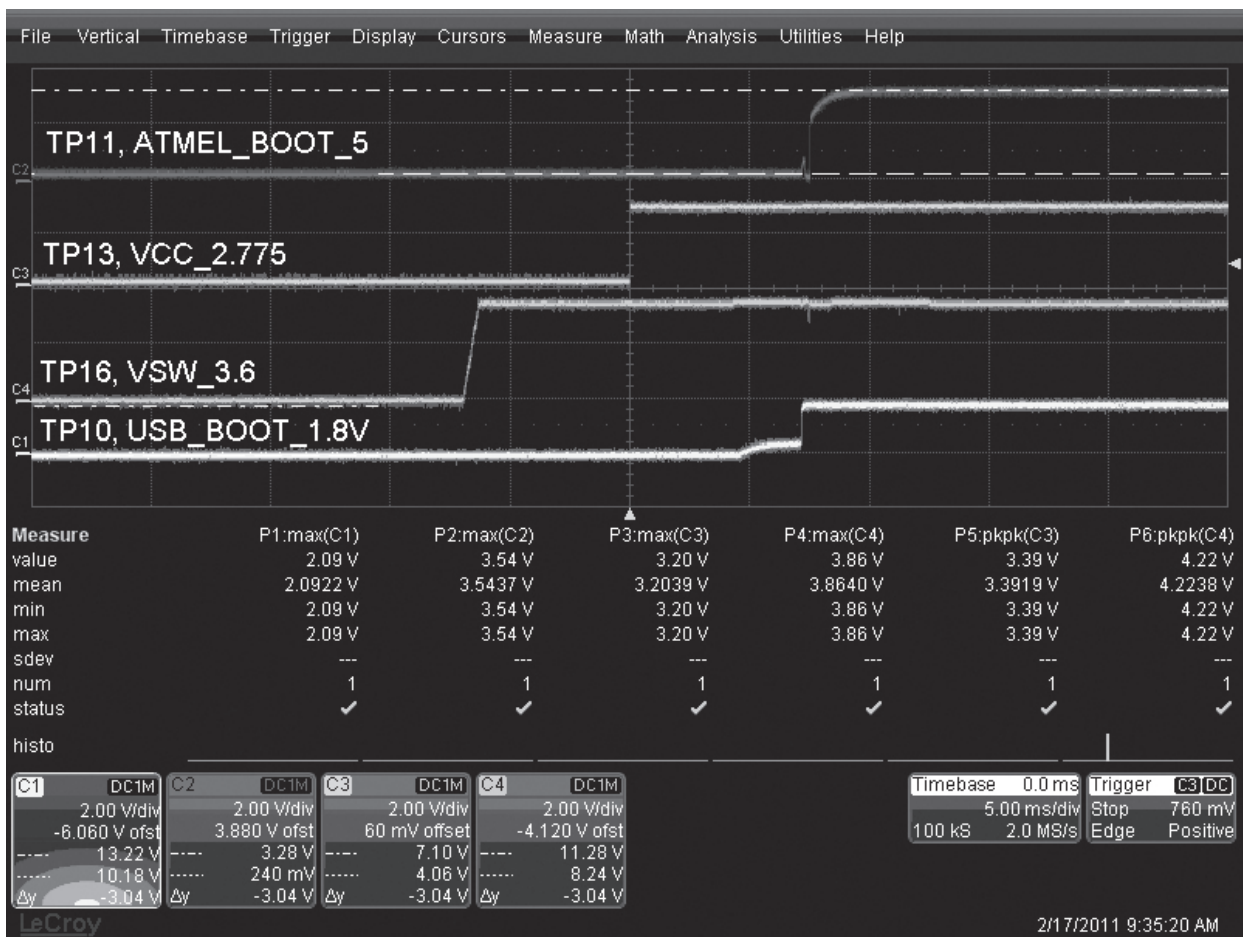 File Vertical Timebase Trigger Display Cursors Measure Math Analysis Utilities Help
C2
TP11, ATMEL_BOOT_5
C3
TP13, VCC_2.775
C4
TP16, VSW_3.6
C1
TP10, USB_BOOT_1.8V
Measure P1:max(C1) P2:max(C2) P3:max(C3) P4:max(C4) P5:pkpk(C3) P6:pkpk(C4)
value 2.09 V 3.54 V 3.20 V 3.86 V 3.39 V 4.22 V
mean 2.0922 V 3.5437 V 3.2039 V 3.8640 V 3.3919 V 4.2238 V
min 2.09 V 3.54 V 3.20 V 3.86 V 3.39 V 4.22 V
max 2.09 V 3.54 V 3.20 V 3.86 V 3.39 V 4.22 V
sdev --- --- --- --- --- ---
num 1 1 1 1 1 1
status ✓ ✓ ✓ ✓ ✓ ✓
histo
C1 DC1M C2 DC1M C3 DC1M C4 DC1M Timebase 0.0 ms Trigger C3 DC
2.00 V/div 2.00 V/div 2.00 V/div 2.00 V/div 5.00 ms/div Stop 760 mV
-6.060 V ofst 3.880 V ofst 60 mV offset -4.120 V ofst 100 kS 2.0 MS/s Edge Positive
13.22 V 3.28 V 7.10 V 11.28 V
10.18 V 240 mV 4.06 V 8.24 V
Δy -3.04 V Δy -3.04 V Δy -3.04 V Δy -3.04 V
LeCroy 2/17/2011 9:35:20 AM